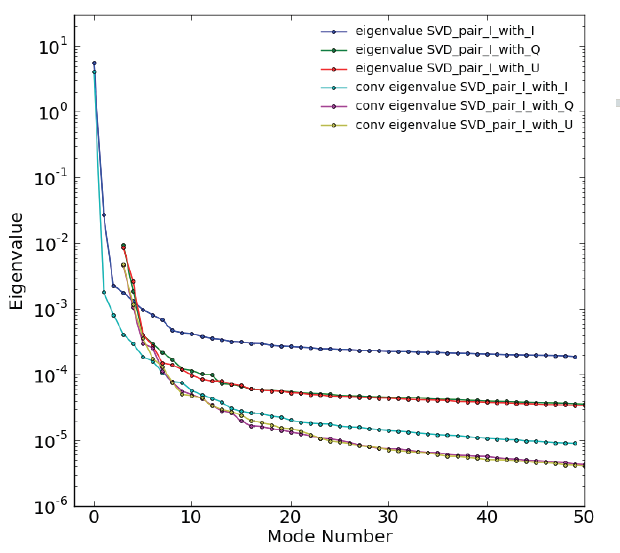 10^1
10^0
10^-1
10^-2
10^-3
10^-4
10^-5
10^-6
Eigenvalue
eigenvalue SVD_pair_I_with_I
eigenvalue SVD_pair_I_with_Q
eigenvalue SVD_pair_I_with_U
conv eigenvalue SVD_pair_I_with_I
conv eigenvalue SVD_pair_I_with_Q
conv eigenvalue SVD_pair_I_with_U
0 10 20 30 40 50
Mode Number